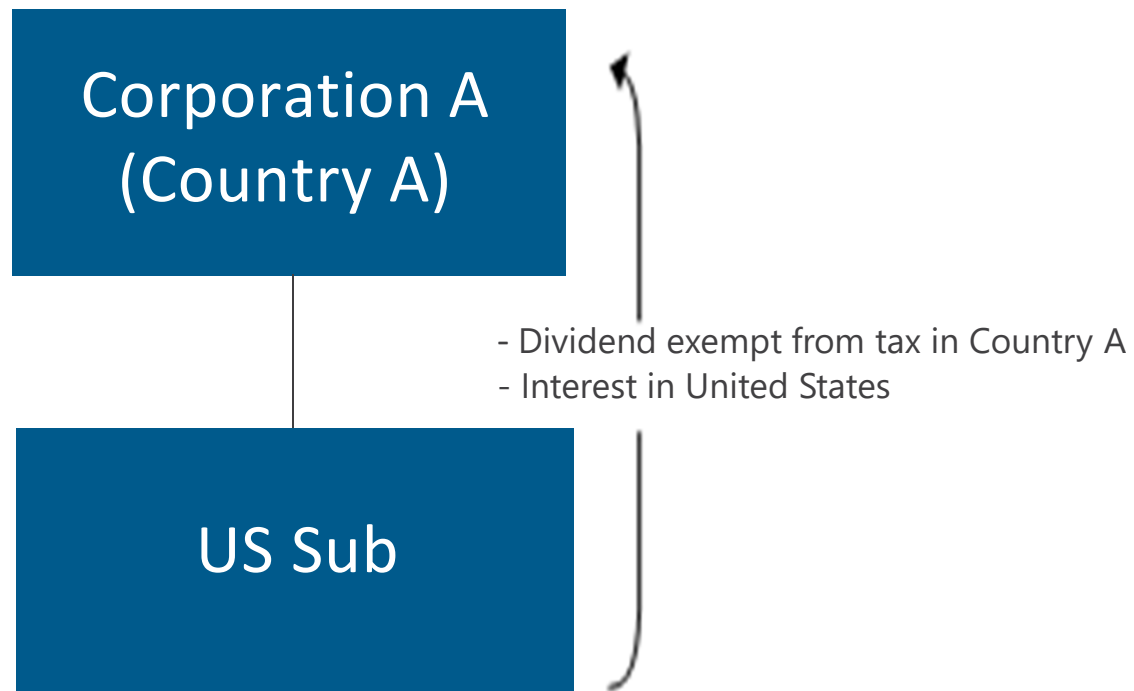 Corporation A
(Country A)
- Dividend exempt from tax in Country A
- Interest in United States
US Sub